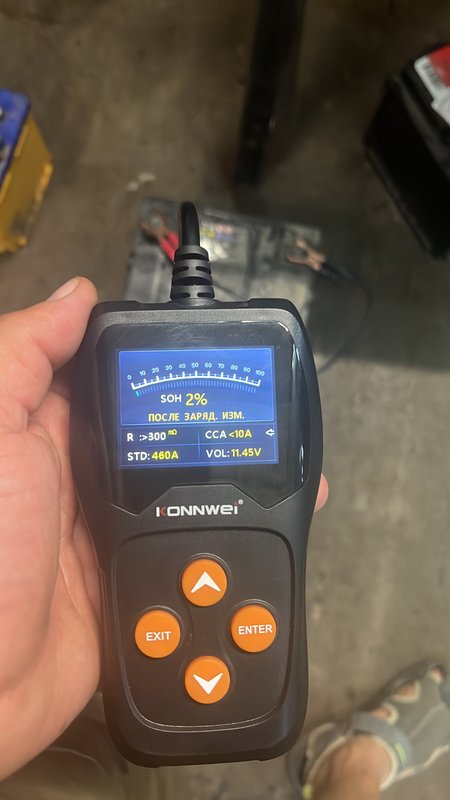 0 10 20 30 40 50 60 70 80 90 100
SOH 2%
ПОСЛЕ ЗАРЯД. ИЗМ.
R :>300 mΩ CCA <10A
STD: 460A VOL: 11.45V
KONNWEI®
EXIT
ENTER